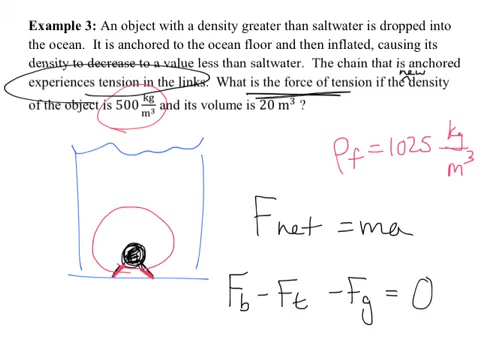 Example 3: An object with a density greater than saltwater is dropped into
the ocean. It is anchored to the ocean floor and then inflated, causing its
density to decrease to a value less than saltwater. The chain that is anchored
experiences tension in the links. What is the force of tension if the new density
of the object is 500 kg/m³ and its volume is 20 m³ ?
ρf = 1025 kg/m³
Fnet = ma
Fb - Ft - Fg = 0